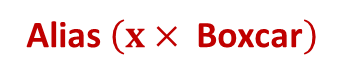 Alias (x × Boxcar)